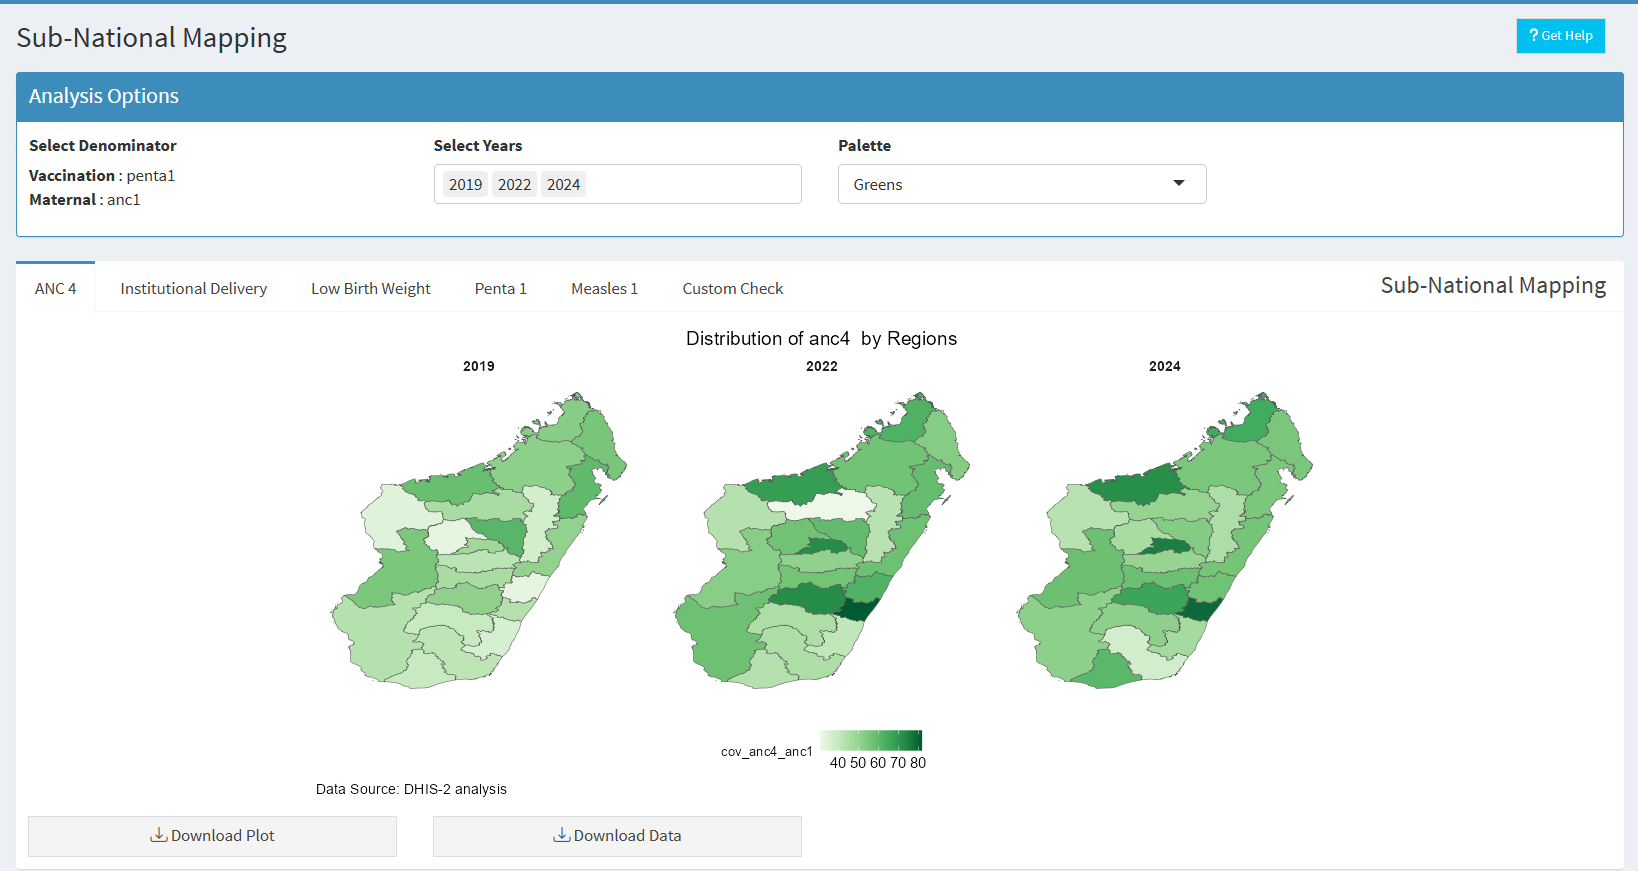 Sub-National Mapping
? Get Help
Analysis Options
Select Denominator
Vaccination : penta1
Maternal : anc1
Select Years
2019 2022 2024
Palette
Greens
ANC 4 Institutional Delivery Low Birth Weight Penta 1 Measles 1 Custom Check
Sub-National Mapping
Distribution of anc4 by Regions
2019 2022 2024
cov_anc4_anc1
40 50 60 70 80
Data Source: DHIS-2 analysis
Download Plot
Download Data